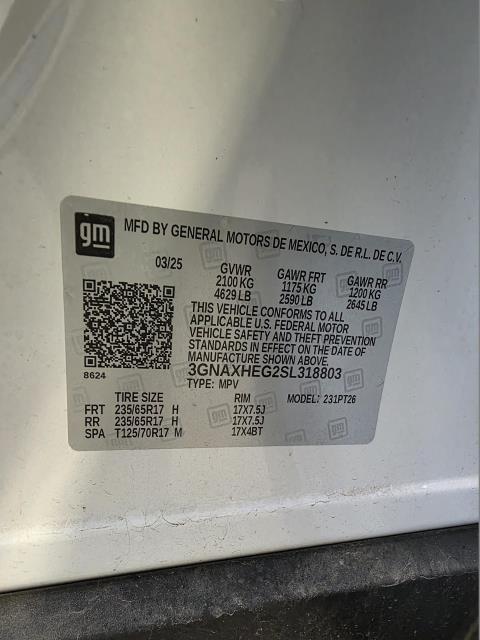 gm MFD BY GENERAL MOTORS DE MEXICO, S. DE R.L. DE C.V.
03/25 GVWR GAWR FRT GAWR RR
2100 KG 1175 KG 1200 KG
4629 LB 2590 LB 2645 LB
THIS VEHICLE CONFORMS TO ALL
APPLICABLE U.S. FEDERAL MOTOR
VEHICLE SAFETY AND THEFT PREVENTION
STANDARDS IN EFFECT ON THE DATE OF
MANUFACTURE SHOWN ABOVE.
8624 3GNAXHEG2SL318803
TYPE: MPV MODEL: 231PT26
TIRE SIZE RIM
FRT 235/65R17 H 17X7.5J
RR 235/65R17 H 17X7.5J
SPA T125/70R17 M 17X4BT